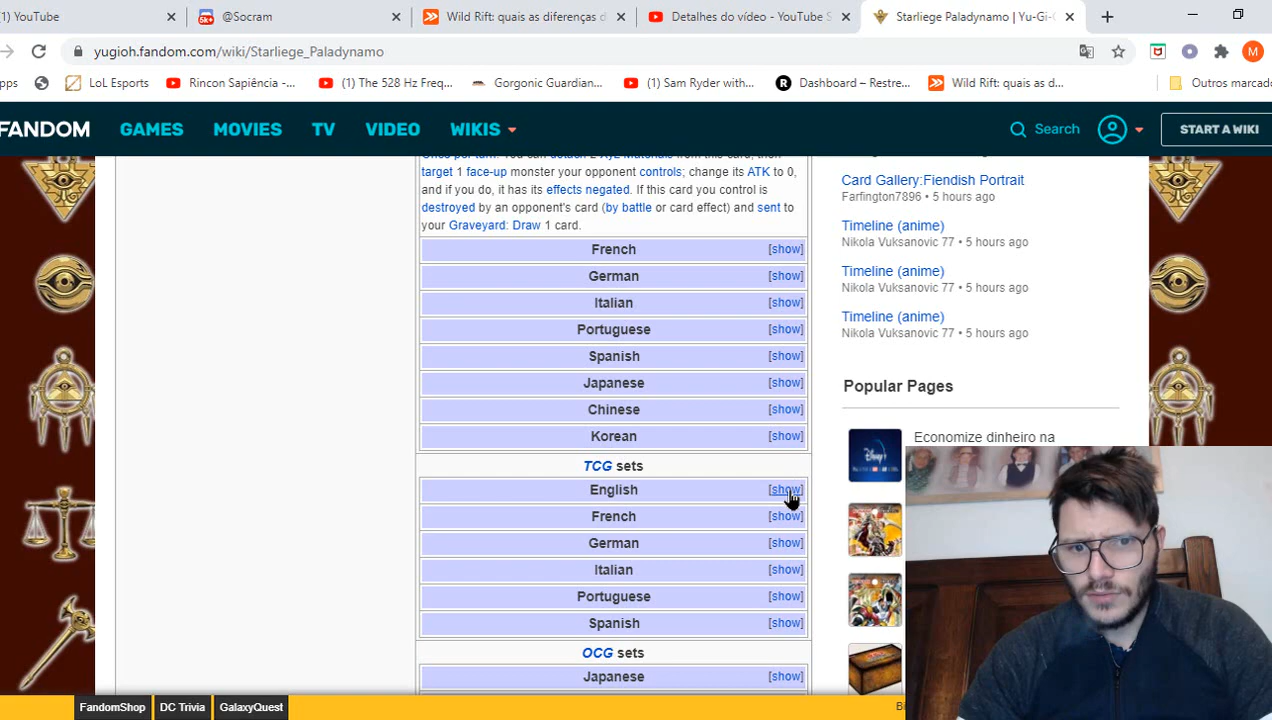 (1) YouTube
@Socram
Wild Rift: quais as diferenças d
Detalhes do vídeo - YouTube S
Starliege Paladynamo | Yu-Gi-
yugioh.fandom.com/wiki/Starliege_Paladynamo
M
pps
LoL Esports
Rincon Sapiência -...
(1) The 528 Hz Freq...
Gorgonic Guardian...
(1) Sam Ryder with...
Dashboard – Restre...
Wild Rift: quais as d...
Outros marcado
FANDOM
GAMES
MOVIES
TV
VIDEO
WIKIS
Search
START A WIKI
target 1 face-up monster your opponent controls; change its ATK to 0,
and if you do, it has its effects negated. If this card you control is
destroyed by an opponent's card (by battle or card effect) and sent to
your Graveyard: Draw 1 card.
French [show]
German [show]
Italian [show]
Portuguese [show]
Spanish [show]
Japanese [show]
Chinese [show]
Korean [show]
TCG sets
English [show]
French [show]
German [show]
Italian [show]
Portuguese [show]
Spanish [show]
OCG sets
Japanese [show]
Card Gallery:Fiendish Portrait
Farfington7896 • 5 hours ago
Timeline (anime)
Nikola Vuksanovic 77 • 5 hours ago
Timeline (anime)
Nikola Vuksanovic 77 • 5 hours ago
Timeline (anime)
Nikola Vuksanovic 77 • 5 hours ago
Popular Pages
Economize dinheiro na
FandomShop
DC Trivia
GalaxyQuest